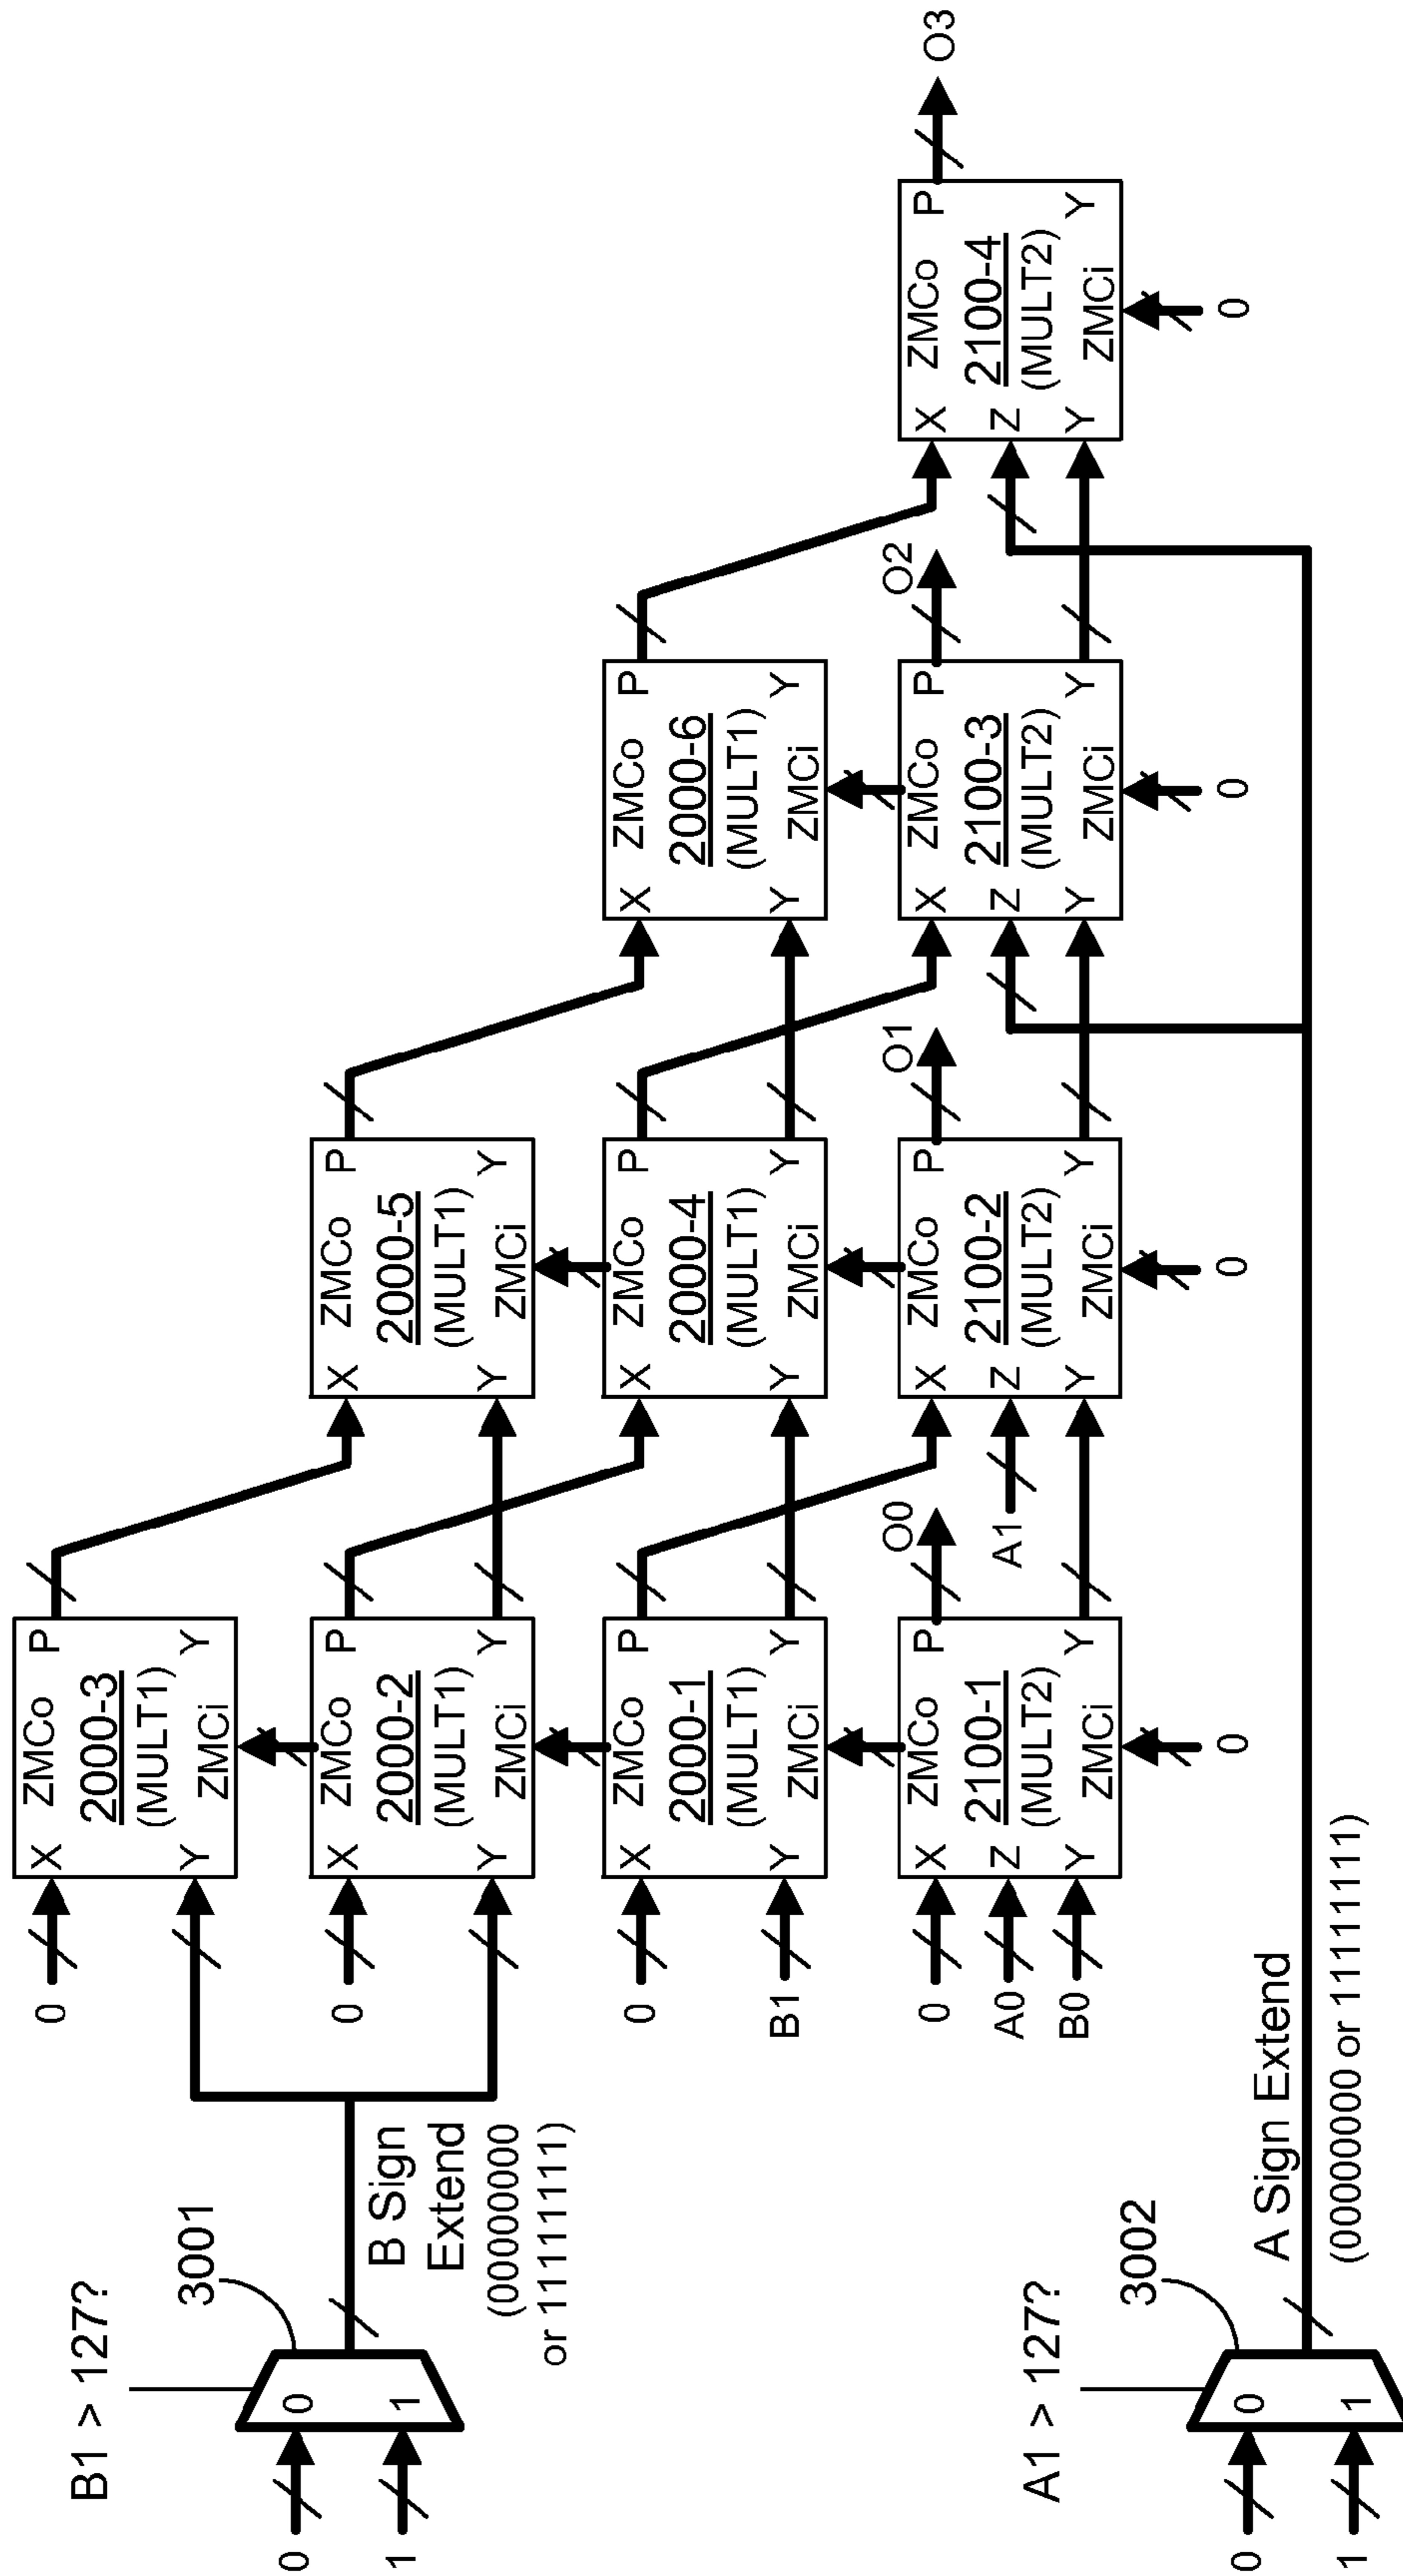 B1 > 127?
3001
0
1
0
1
B Sign
Extend
(00000000
or 11111111)
A1 > 127?
3002
0
1
0
1
A Sign Extend
(00000000 or 11111111)
0
X ZMCo P
2000-3
(MULT1)
Y ZMCi Y
0
X ZMCo P
2000-2
(MULT1)
Y ZMCi Y
0
B1
X ZMCo P
2000-1
(MULT1)
Y ZMCi Y
0
A0
B0
X ZMCo P
Z 2100-1
(MULT2)
Y ZMCi Y
0
O0
A1
X ZMCo P
2000-5
(MULT1)
Y ZMCi Y
X ZMCo P
2000-4
(MULT1)
Y ZMCi Y
X ZMCo P
Z 2100-2
(MULT2)
Y ZMCi Y
0
O1
X ZMCo P
2000-6
(MULT1)
Y ZMCi Y
X ZMCo P
Z 2100-3
(MULT2)
Y ZMCi Y
0
O2
X ZMCo P
Z 2100-4
(MULT2)
Y ZMCi Y
0
O3